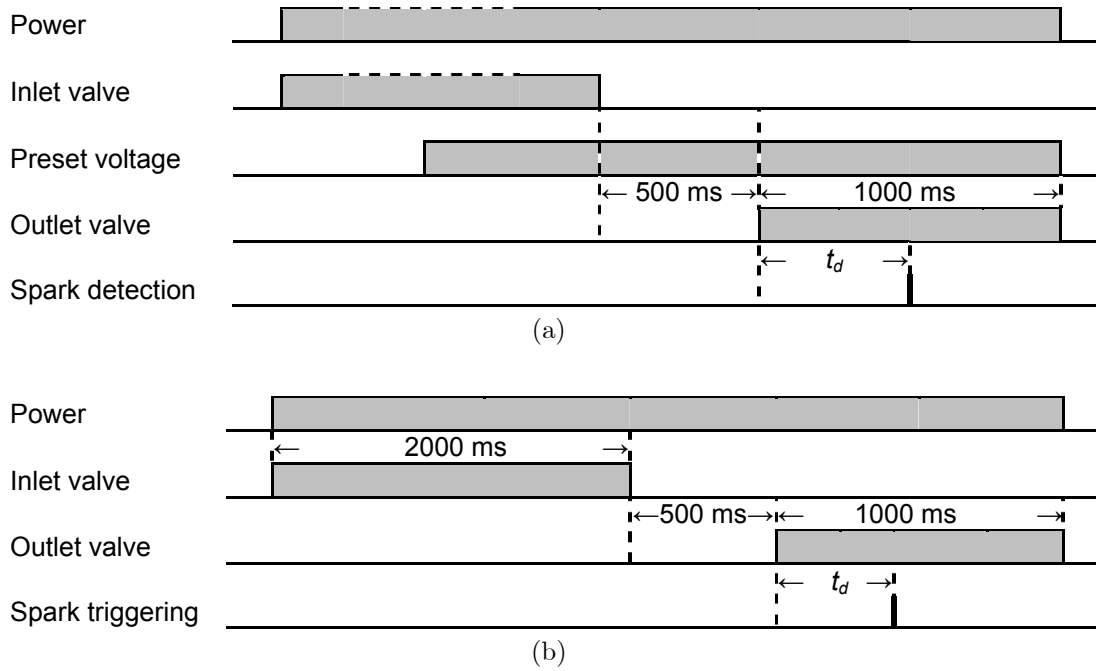 Power
Inlet valve
Preset voltage
← 500 ms → ← 1000 ms →
Outlet valve
← t_d →
Spark detection
(a)
Power
← 2000 ms →
Inlet valve
←500 ms→ ← 1000 ms →
Outlet valve
← t_d →
Spark triggering
(b)